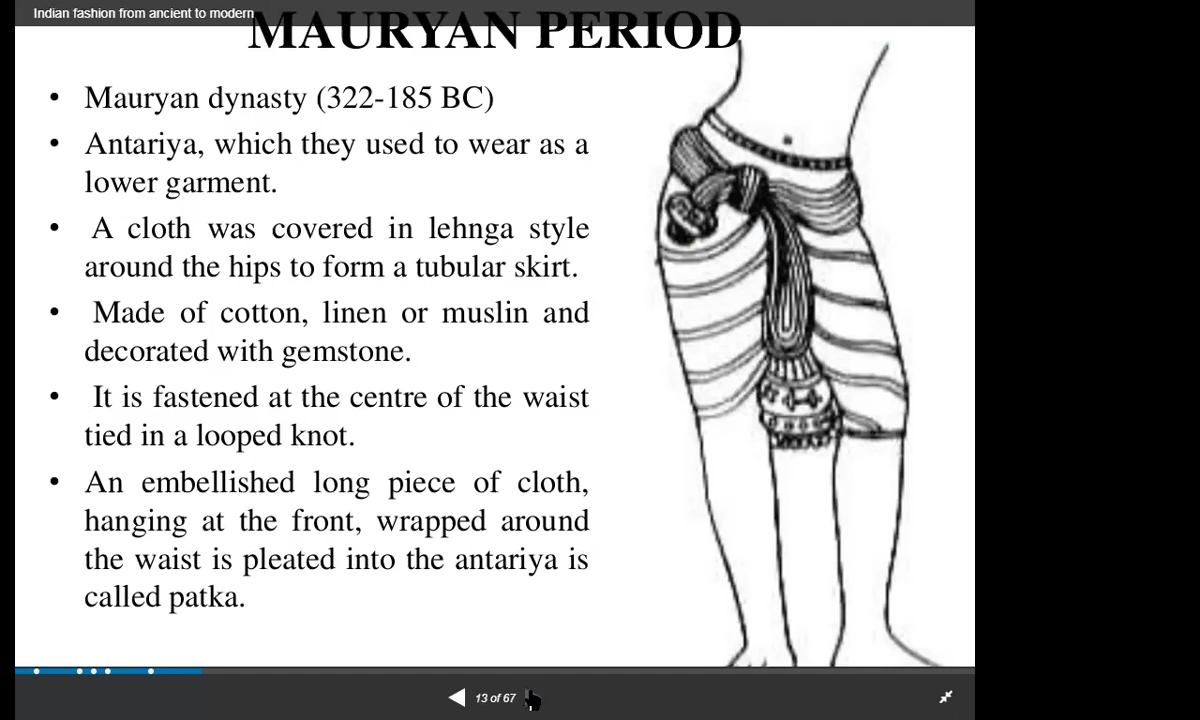 Indian fashion from ancient to modern
MAURYAN PERIOD
• Mauryan dynasty (322-185 BC)
• Antariya, which they used to wear as a
lower garment.
• A cloth was covered in lehnga style
around the hips to form a tubular skirt.
• Made of cotton, linen or muslin and
decorated with gemstone.
• It is fastened at the centre of the waist
tied in a looped knot.
• An embellished long piece of cloth,
hanging at the front, wrapped around
the waist is pleated into the antariya is
called patka.
13 of 67